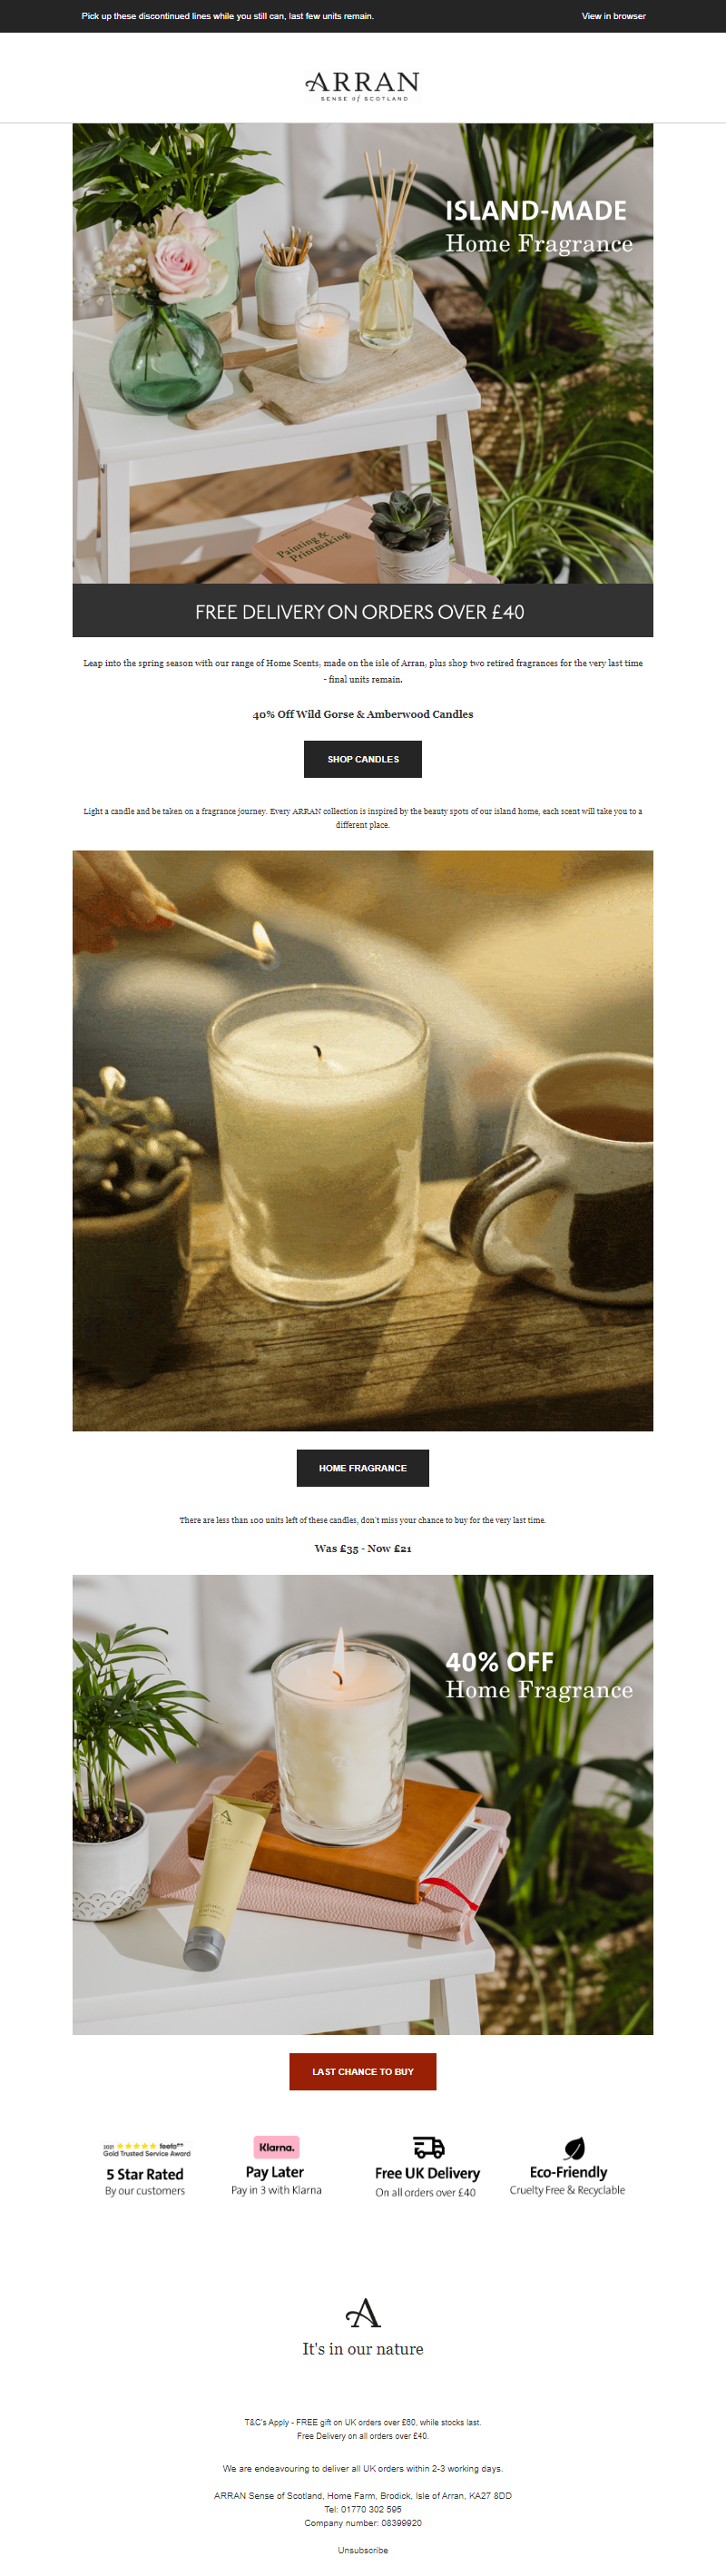 Pick up these discontinued lines while you still can, last few units remain.
View in browser
ARRAN
SENSE of SCOTLAND
ISLAND-MADE
Home Fragrance
Painting &
Printmaking
FREE DELIVERY ON ORDERS OVER £40
Leap into the spring season with our range of Home Scents, made on the isle of Arran, plus shop two retired fragrances for the very last time
- final units remain.
40% Off Wild Gorse & Amberwood Candles
SHOP CANDLES
Light a candle and be taken on a fragrance journey. Every ARRAN collection is inspired by the beauty spots of our island home, each scent will take you to a
different place.
HOME FRAGRANCE
There are less than 100 units left of these candles, don't miss your chance to buy for the very last time.
Was £35 - Now £21
40% OFF
Home Fragrance
LAST CHANCE TO BUY
2021 feefo
Gold Trusted Service Award
5 Star Rated
By our customers
Klarna.
Pay Later
Pay in 3 with Klarna
Free UK Delivery
On all orders over £40
Eco-Friendly
Cruelty Free & Recyclable
A
It's in our nature
T&C's Apply - FREE gift on UK orders over £60, while stocks last.
Free Delivery on all orders over £40.
We are endeavouring to deliver all UK orders within 2-3 working days.
ARRAN Sense of Scotland, Home Farm, Brodick, Isle of Arran, KA27 8DD
Tel: 01770 302 595
Company number: 08399920
Unsubscribe